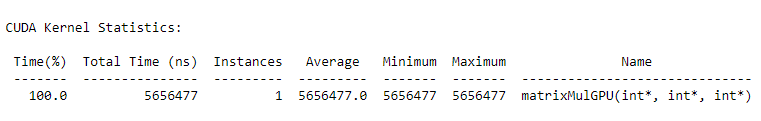 CUDA Kernel Statistics:
Time(%)  Total Time (ns)  Instances  Average  Minimum  Maximum  Name
-------  ---------------  ---------  ---------  -------  -------  ------------------------------
100.0  5656477  1  5656477.0  5656477  5656477  matrixMulGPU(int*, int*, int*)